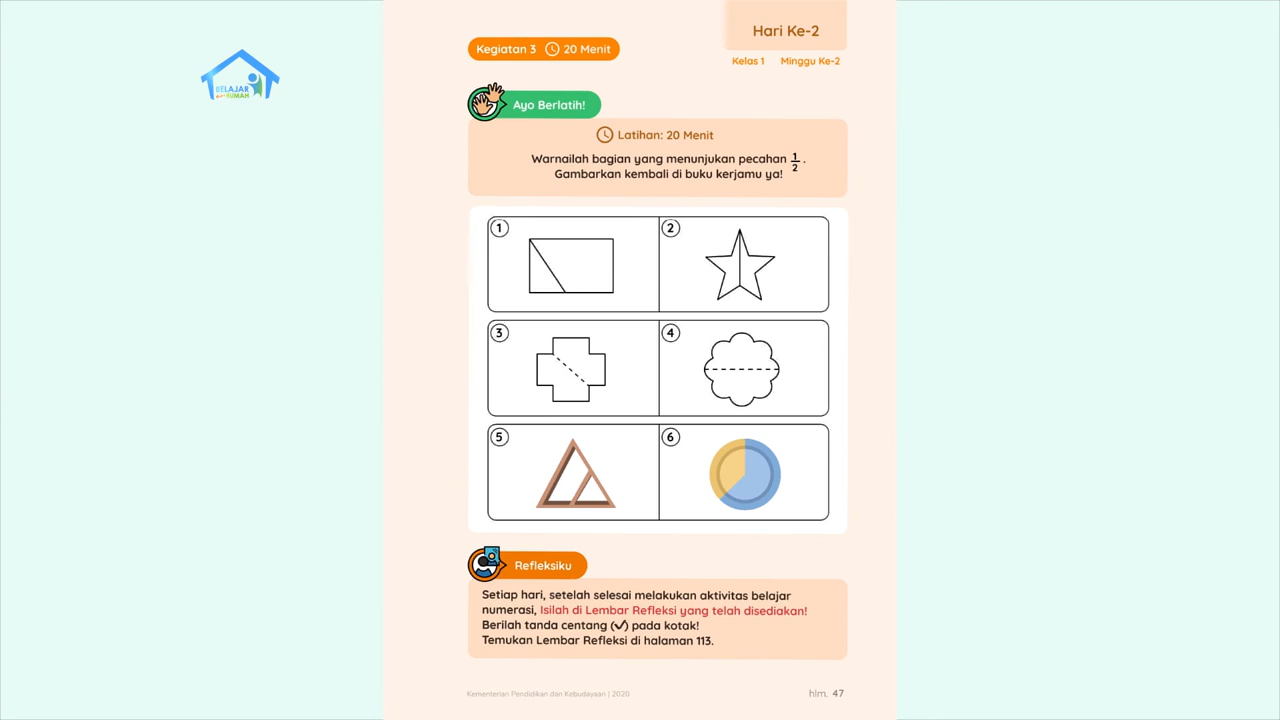 Hari Ke-2
Kegiatan 3 20 Menit
Kelas 1 Minggu Ke-2
BELAJAR
RUMAH
Ayo Berlatih!
Latihan: 20 Menit
Warnailah bagian yang menunjukan pecahan 1/2 .
Gambarkan kembali di buku kerjamu ya!
1
2
3
4
5
6
Refleksiku
Setiap hari, setelah selesai melakukan aktivitas belajar
numerasi, Isilah di Lembar Refleksi yang telah disediakan!
Berilah tanda centang (✓) pada kotak!
Temukan Lembar Refleksi di halaman 113.
Kementerian Pendidikan dan Kebudayaan | 2020
hlm. 47